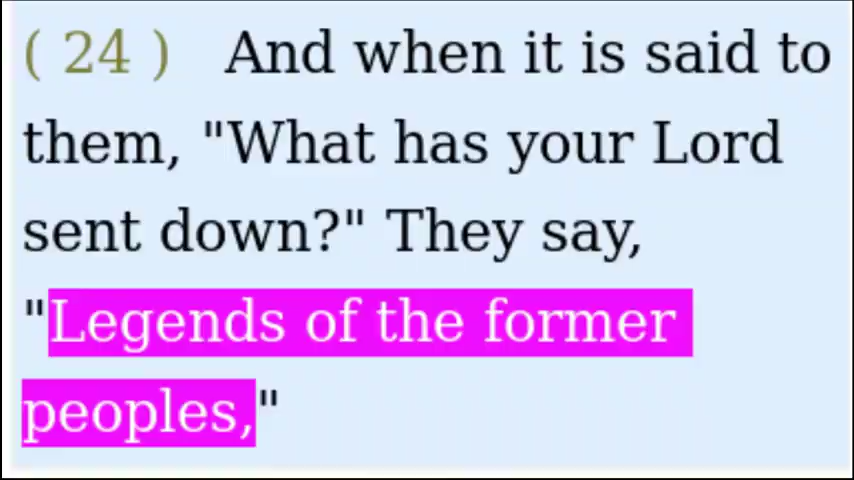 ( 24 ) And when it is said to
them, "What has your Lord
sent down?" They say,
"Legends of the former
peoples,"